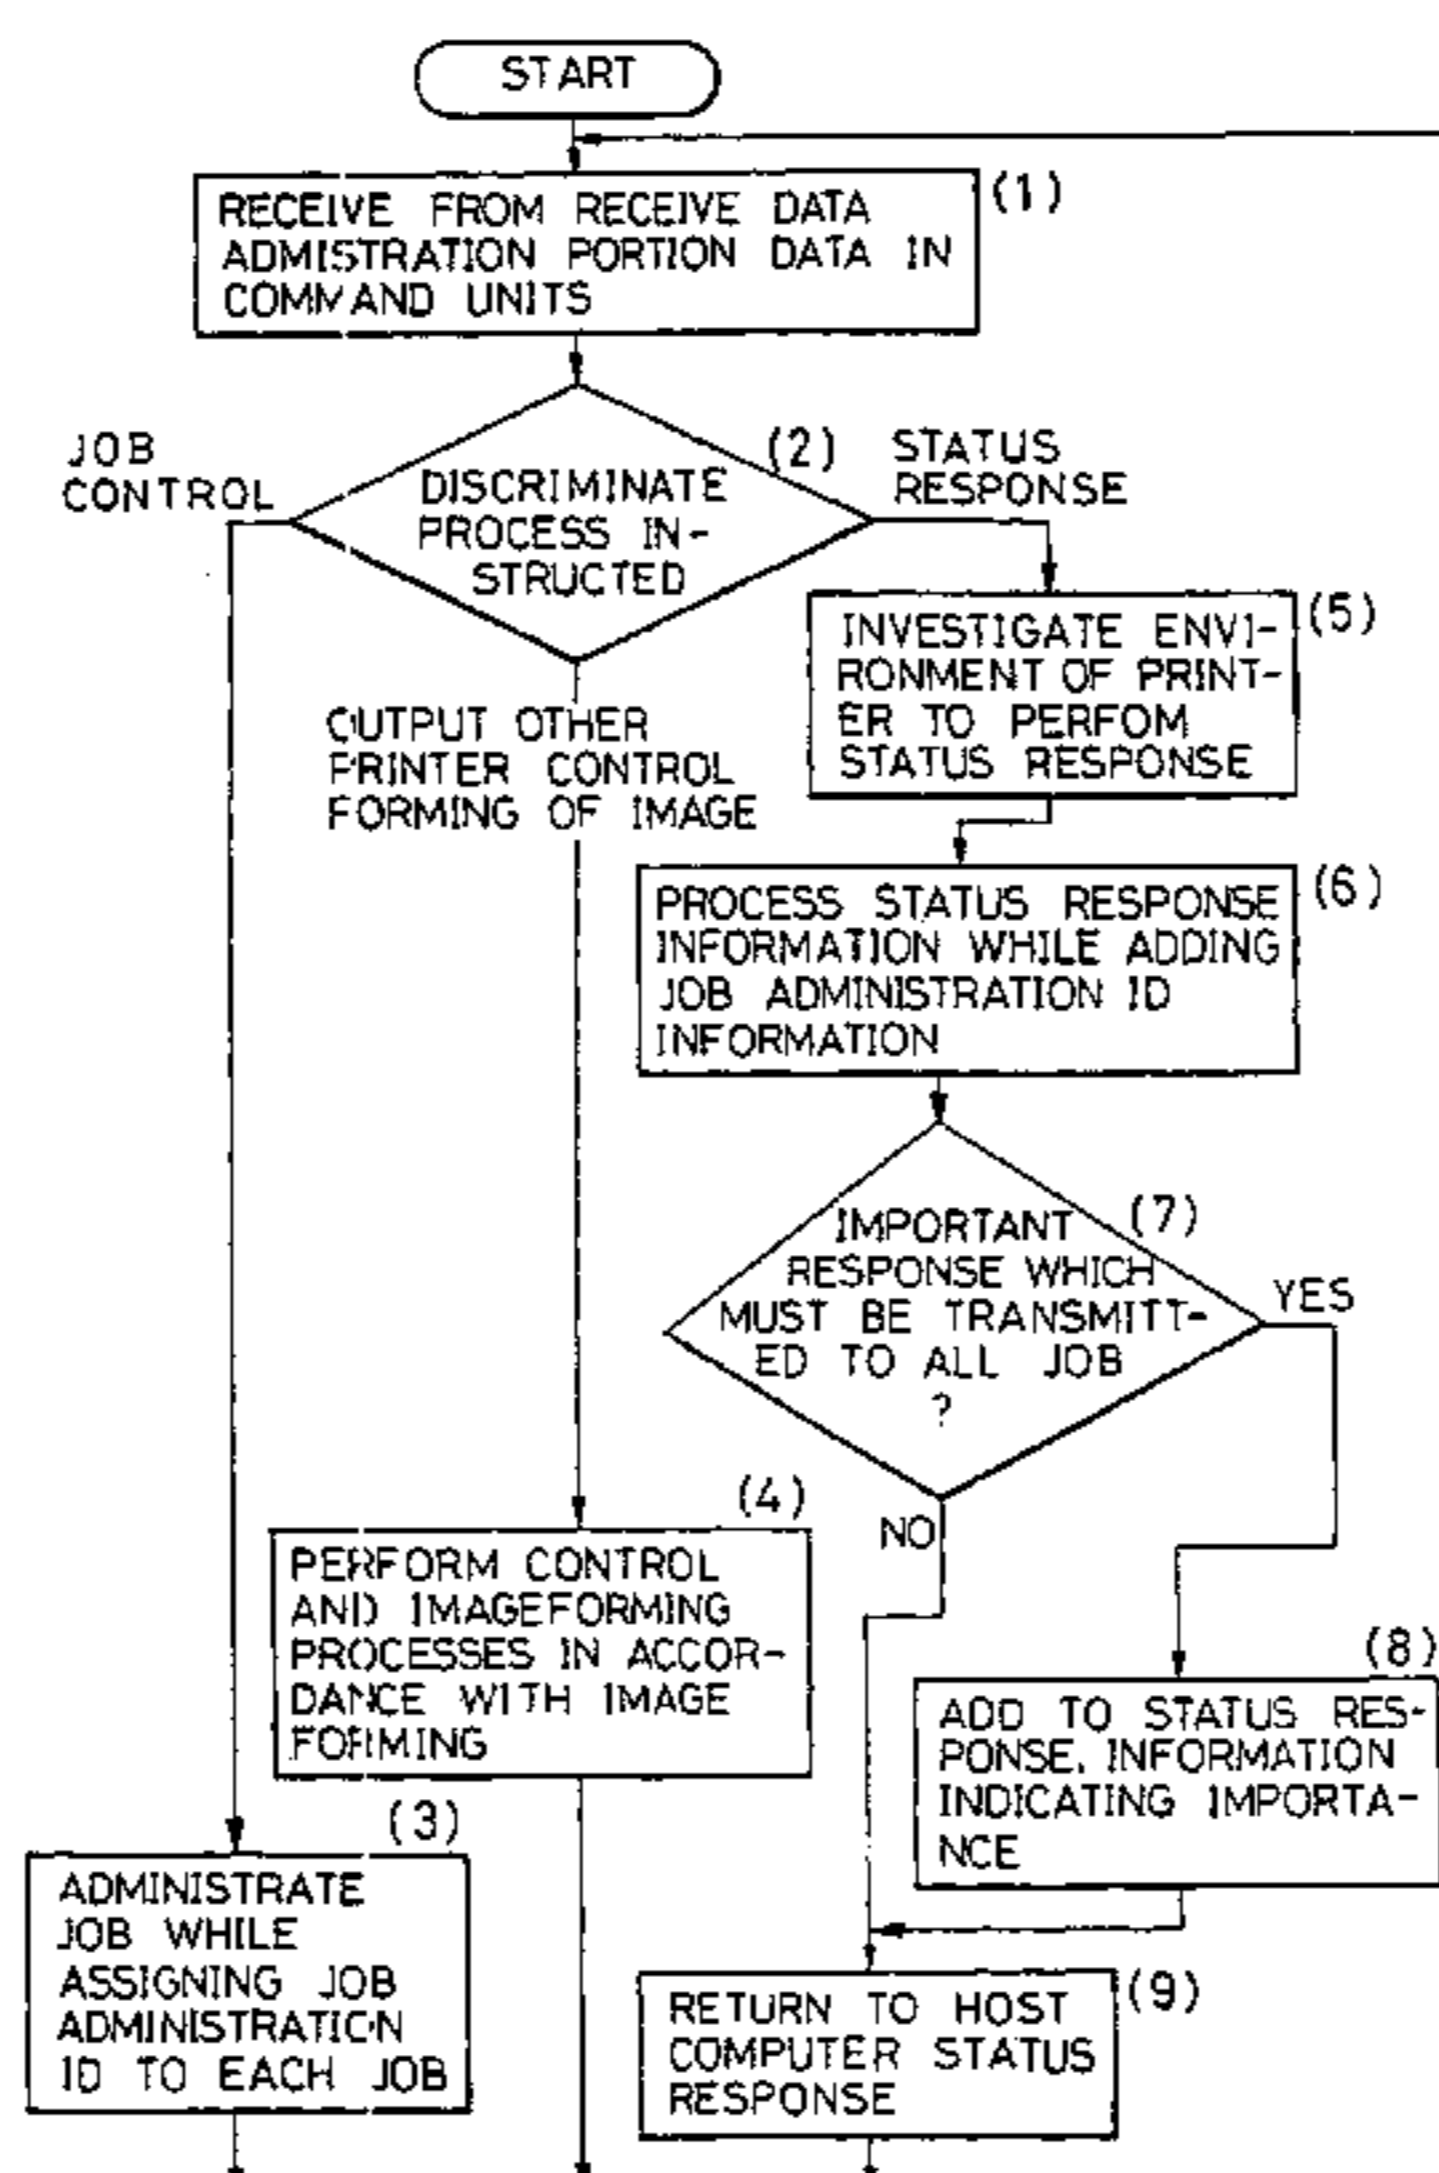 START
(1)
RECEIVE FROM RECEIVE DATA
ADMISTRATION PORTION DATA IN
COMMAND UNITS
JOB
CONTROL
(2)
DISCRIMINATE
PROCESS IN-
STRUCTED
STATUS
RESPONSE
OUTPUT OTHER
PRINTER CONTROL
FORMING OF IMAGE
(5)
INVESTIGATE ENVI-
RONMENT OF PRINT-
ER TO PERFOM
STATUS RESPONSE
(6)
PROCESS STATUS RESPONSE
INFORMATION WHILE ADDING
JOB ADMINISTRATION ID
INFORMATION
(7)
IMPORTANT
RESPONSE WHICH
MUST BE TRANSMITT-
ED TO ALL JOB
?
YES
NO
(4)
PERFORM CONTROL
AND IMAGEFORMING
PROCESSES IN ACCOR-
DANCE WITH IMAGE
FORMING
(8)
ADD TO STATUS RES-
PONSE, INFORMATION
INDICATING IMPORTA-
NCE
(3)
ADMINISTRATE
JOB WHILE
ASSIGNING JOB
ADMINISTRATION
ID TO EACH JOB
(9)
RETURN TO HOST
COMPUTER STATUS
RESPONSE